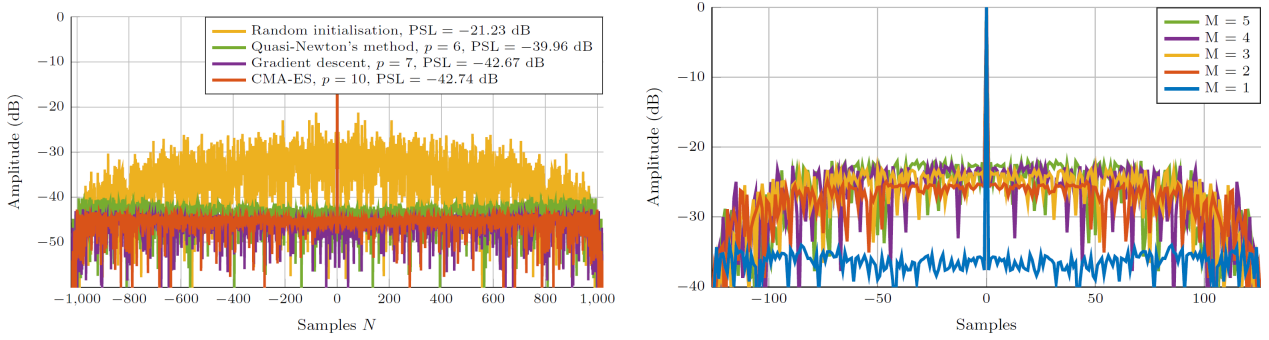 0
−10
−20
−30
−40
−50
Amplitude (dB)
−1,000
−800
−600
−400
−200
0
200
400
600
800
1,000
Samples N
Random initialisation, PSL = −21.23 dB
Quasi-Newton's method, p = 6, PSL = −39.96 dB
Gradient descent, p = 7, PSL = −42.67 dB
CMA-ES, p = 10, PSL = −42.74 dB
0
−10
−20
−30
−40
Amplitude (dB)
−100
−50
0
50
100
Samples
M = 5
M = 4
M = 3
M = 2
M = 1